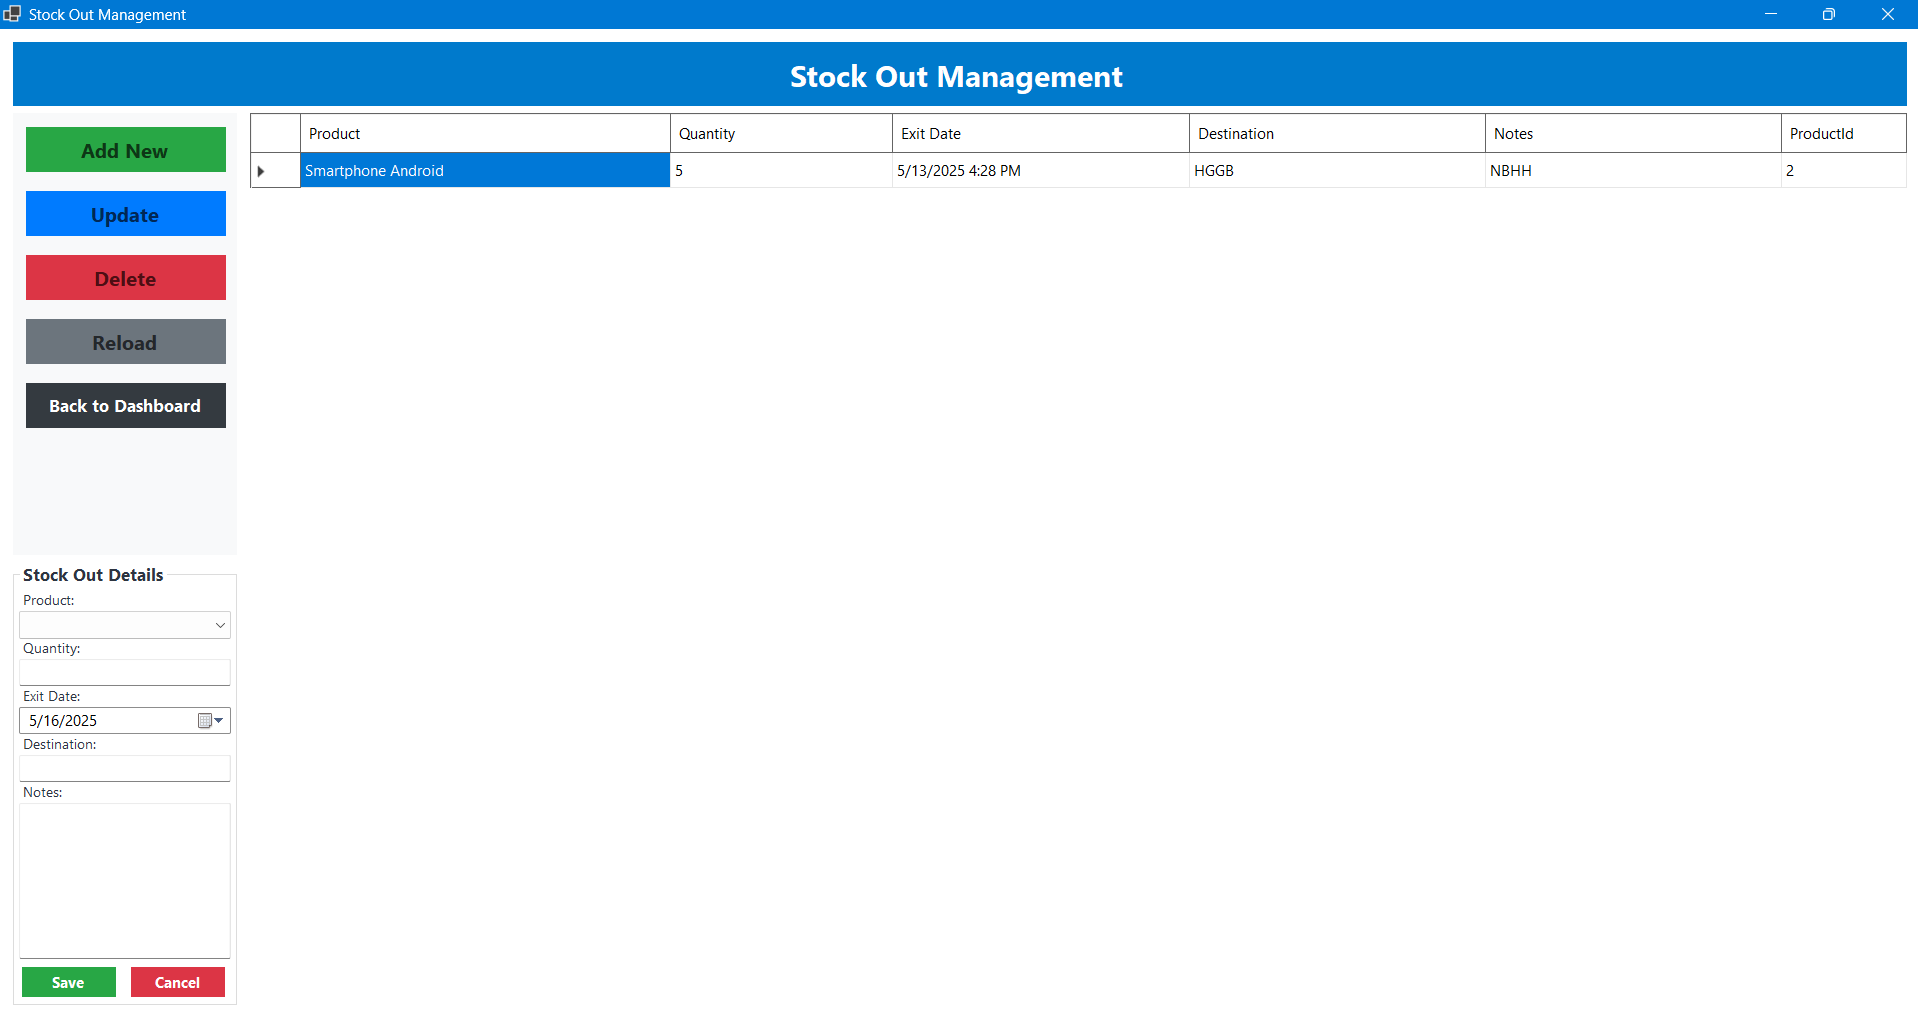 Stock Out Management
Stock Out Management
Add New
Update
Delete
Reload
Back to Dashboard
Product Quantity Exit Date Destination Notes ProductId
Smartphone Android 5 5/13/2025 4:28 PM HGGB NBHH 2
Stock Out Details
Product:
Quantity:
Exit Date:
5/16/2025
Destination:
Notes:
Save Cancel